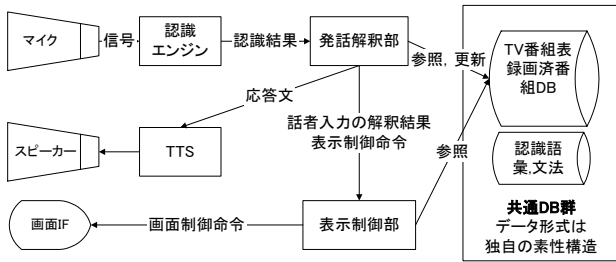 マイク
信号
認識
エンジン
認識結果
発話解釈部
参照，更新
TV番組表
録画済番
組DB
応答文
話者入力の解釈結果
表示制御命令
スピーカー
TTS
参照
認識語
彙,文法
共通DB群
データ形式は
独自の素性構造
画面IF
画面制御命令
表示制御部